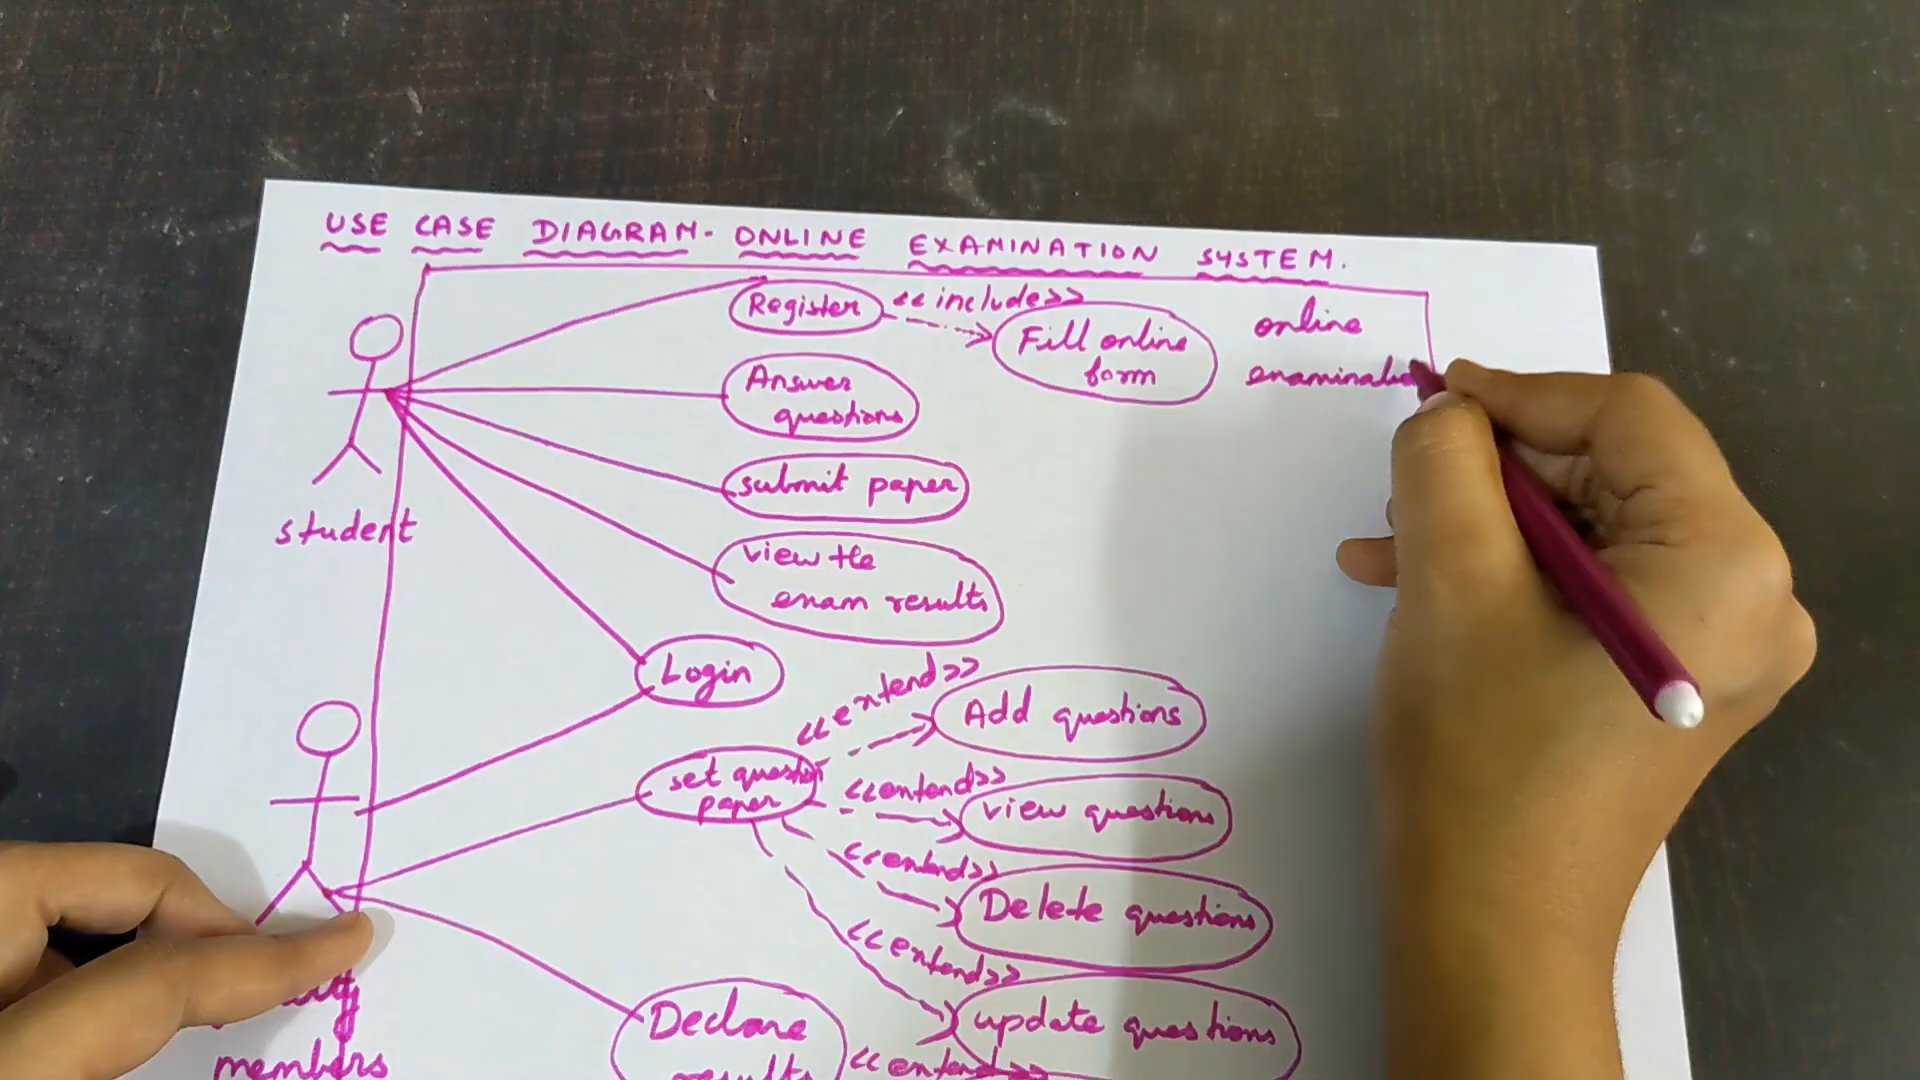 USE CASE DIAGRAM- ONLINE EXAMINATION SYSTEM.
Register
<<include>>
Fill online
form
online
Answer
questions
submit paper
view the
exam results
student
Login
<<extend>>
Add questions
set question
paper
<<extend>>
view questions
<<extend>>
Delete questions
<<extend>>
update questions
members
Declare
results
<<extend>>